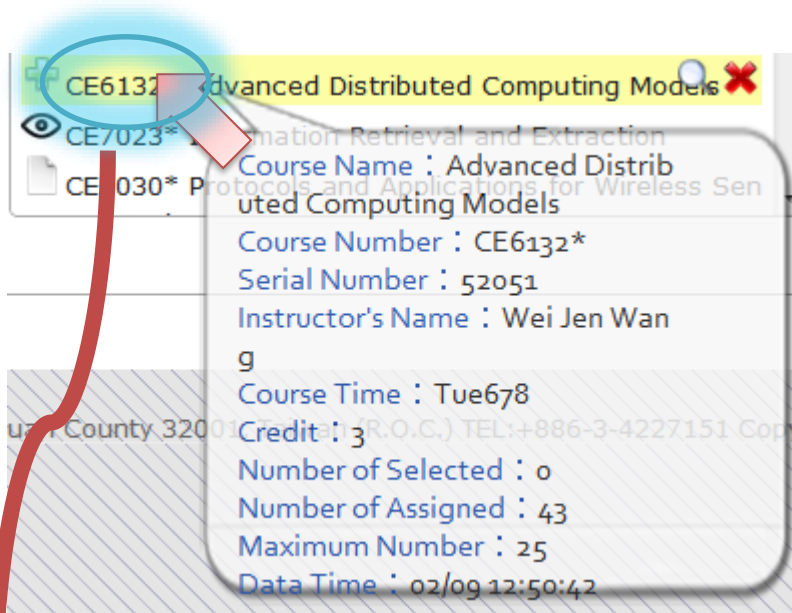 CE6132 Advanced Distributed Computing Models
CE7023* Information Retrieval and Extraction
030* Protocols and Applications for Wireless Sen
Course Name：Advanced Distrib
uted Computing Models
Course Number：CE6132*
Serial Number：52051
Instructor's Name：Wei Jen Wan
g
Course Time：Tue678
Credit：3
Number of Selected：0
Number of Assigned：43
Maximum Number：25
Data Time：02/09 12:50:42
County 32001, Taiwan (R.O.C.) TEL:+886-3-4227151 Cop